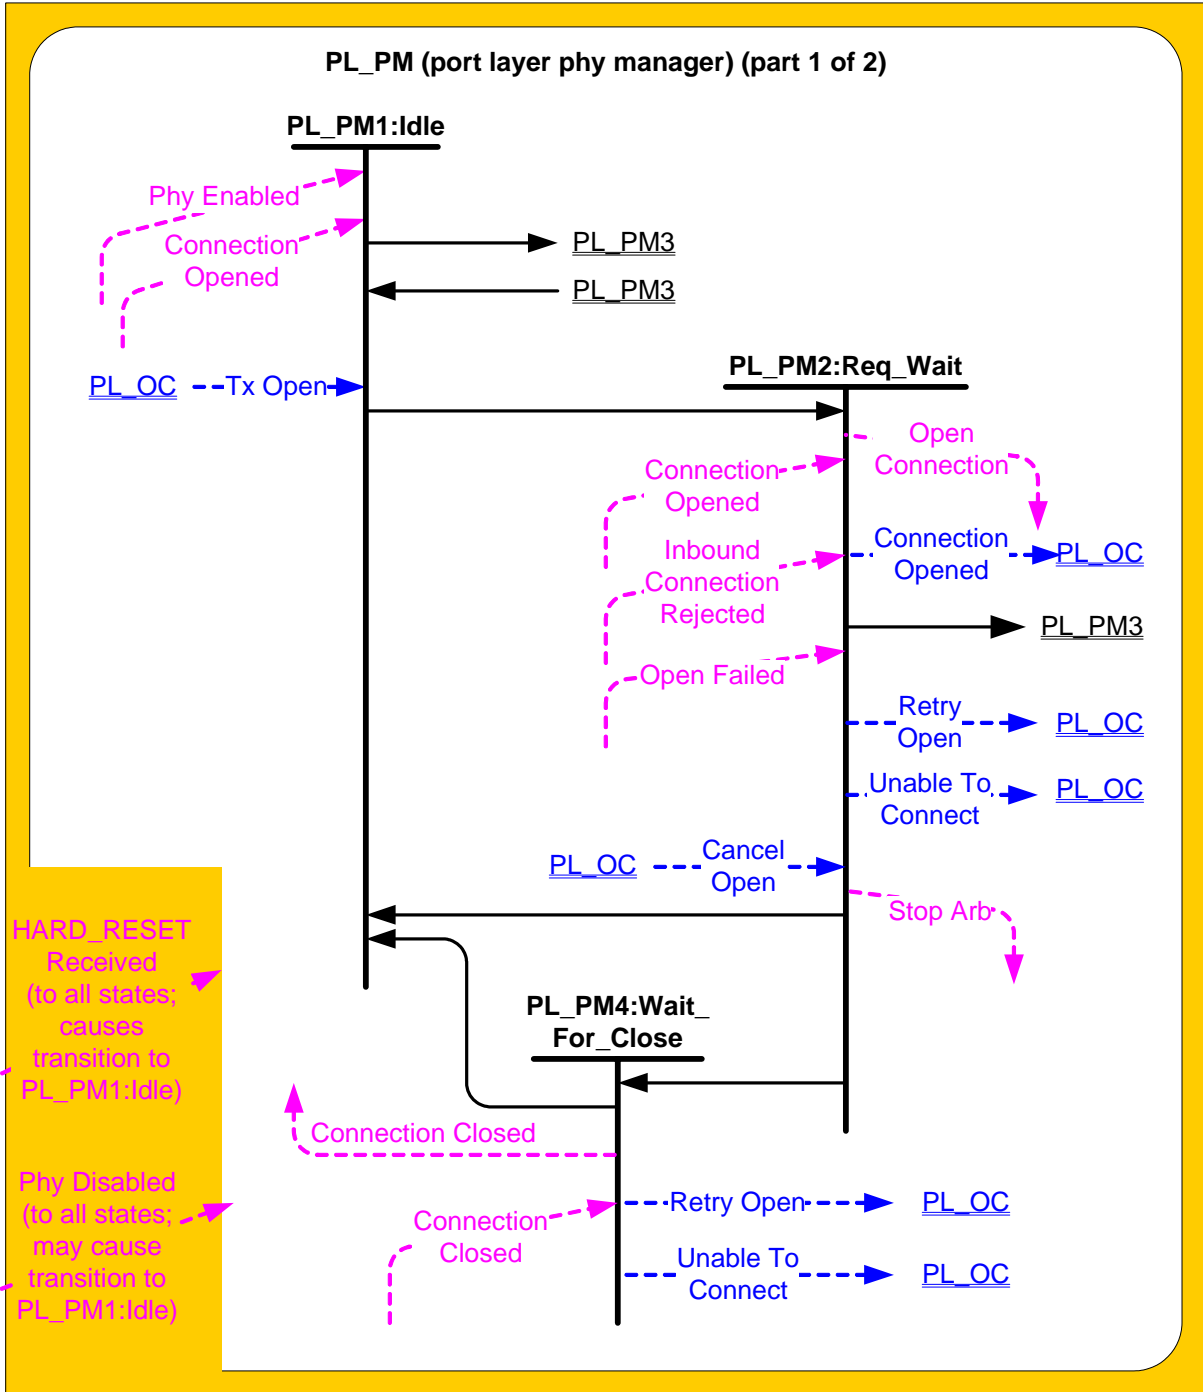 PL_PM (port layer phy manager) (part 1 of 2)
PL_PM1:Idle
Phy Enabled
Connection
Opened
PL_PM3
PL_PM3
PL_OC
Tx Open
PL_PM2:Req_Wait
Open
Connection
Connection
Opened
Inbound
Connection
Rejected
Connection
Opened
PL_OC
PL_PM3
Open Failed
Retry
Open
PL_OC
Unable To
Connect
PL_OC
PL_OC
Cancel
Open
Stop Arb
HARD_RESET
Received
(to all states;
causes
transition to
PL_PM1:Idle)
PL_PM4:Wait_
For_Close
Connection Closed
Phy Disabled
(to all states;
may cause
transition to
PL_PM1:Idle)
Connection
Closed
Retry Open
PL_OC
Unable To
Connect
PL_OC